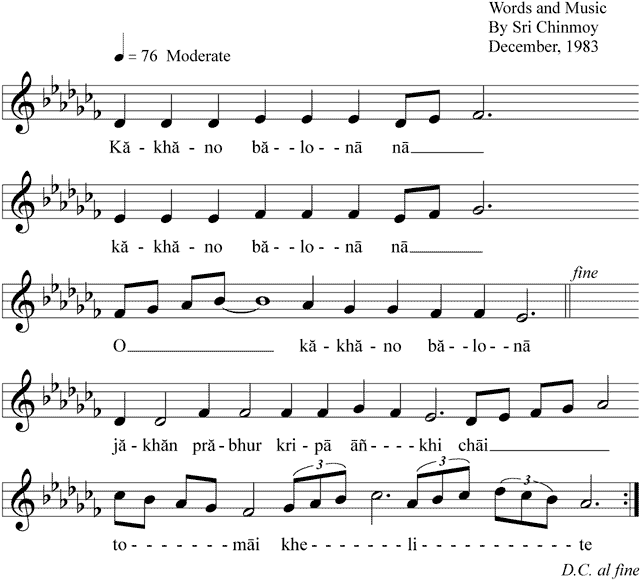 Words and Music
By Sri Chinmoy
December, 1983
= 76 Moderate
Kă - khă - no bă - - lo - nā nā
kă - khă - no bă - - lo - nā nā
fine
O kă - khă - no bă - - lo - nā
jă - khăn pră - bhur kri - pā āñ - - - - khi chāi
3 3 3
to - - - - - - māi khe - - - - - - - li - - - - - - - - - - te
D.C. al fine